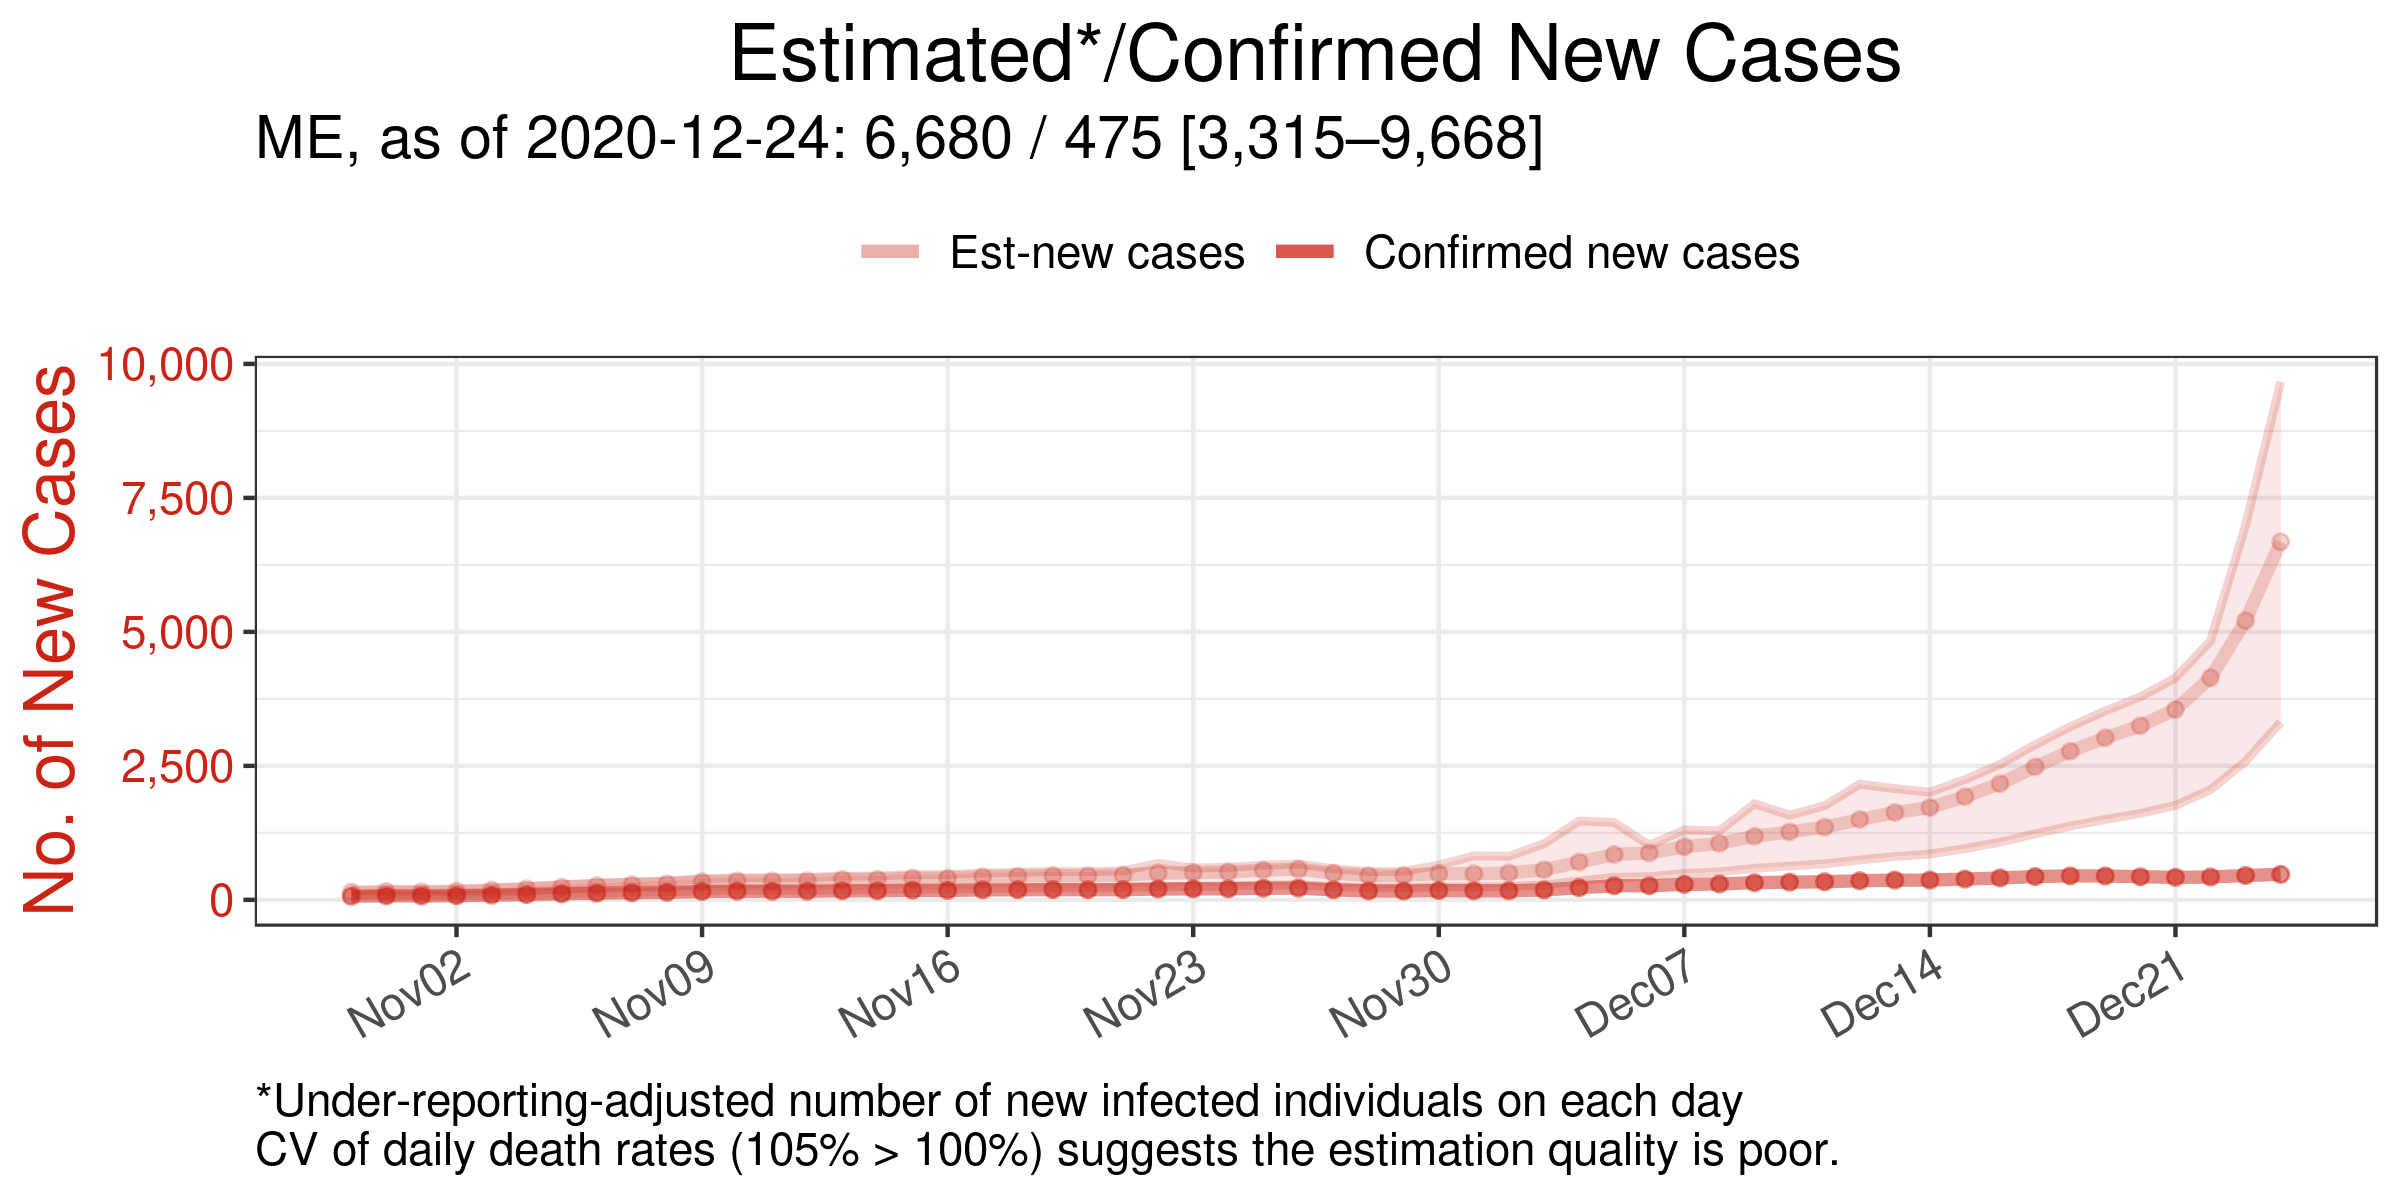 Estimated*/Confirmed New Cases
ME, as of 2020-12-24: 6,680 / 475 [3,315–9,668]
Est-new cases
Confirmed new cases
No. of New Cases
10,000
7,500
5,000
2,500
0
Nov02
Nov09
Nov16
Nov23
Nov30
Dec07
Dec14
Dec21
*Under-reporting-adjusted number of new infected individuals on each day
CV of daily death rates (105% > 100%) suggests the estimation quality is poor.